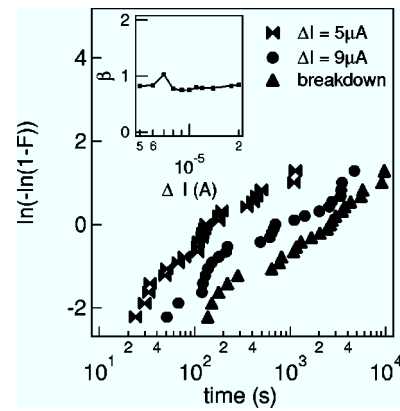 ΔI = 5μA
ΔI = 9μA
breakdown
β
2
1
0
5 6 2
10-5
Δ I (A)
ln(-ln(1-F))
4
2
0
-2
101 2 4 102 2 4 103 2 4 104
time (s)